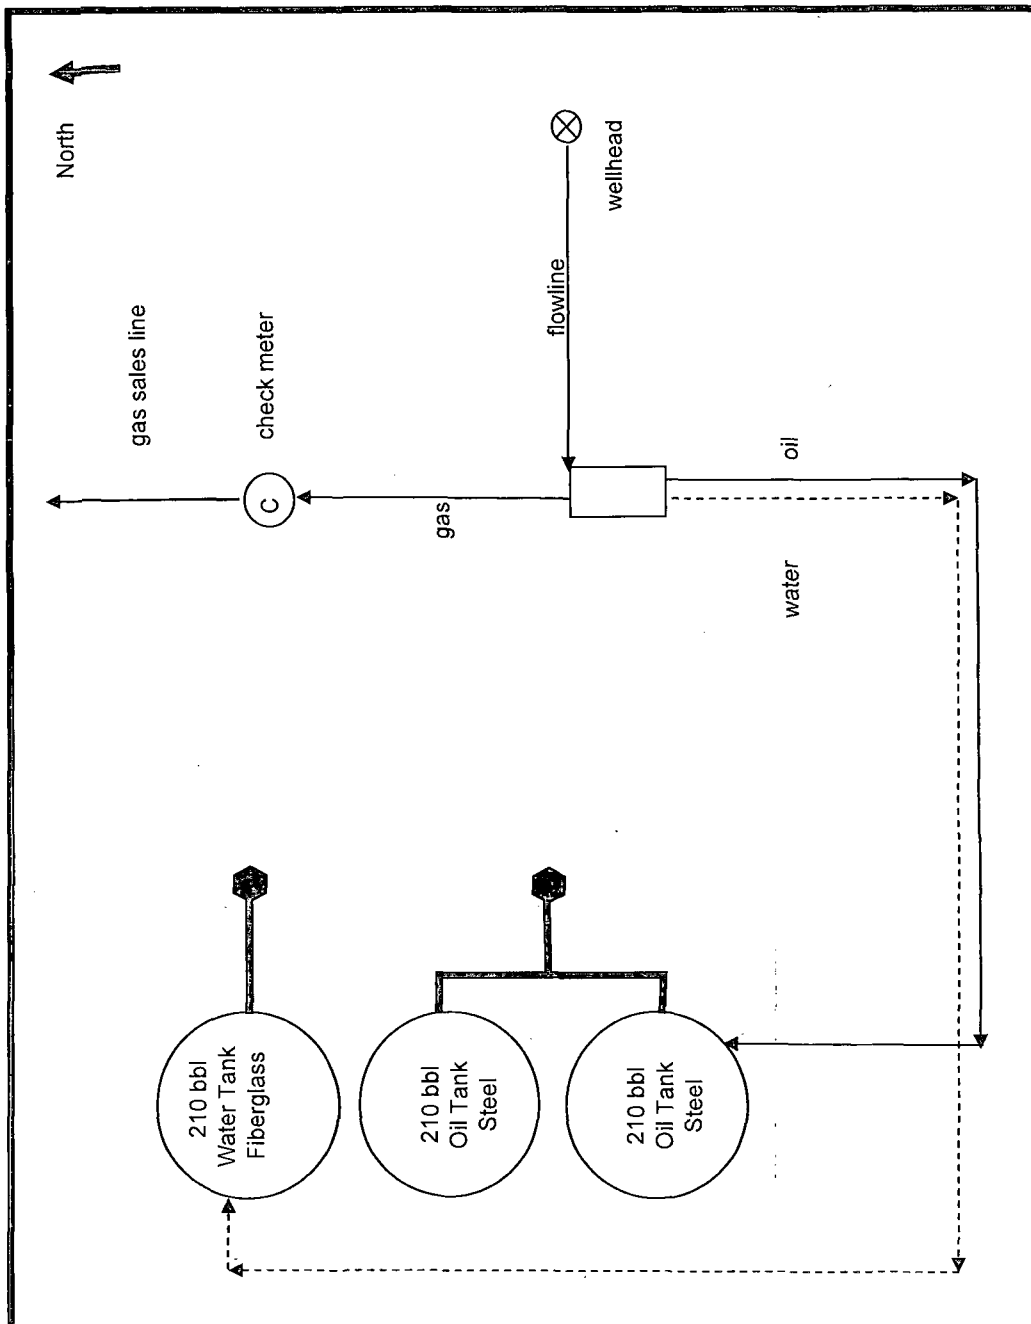 North
gas sales line
check meter
C
wellhead
flowline
gas
oil
water
210 bbl
Water Tank
Fiberglass
210 bbl
Oil Tank
Steel
210 bbl
Oil Tank
Steel